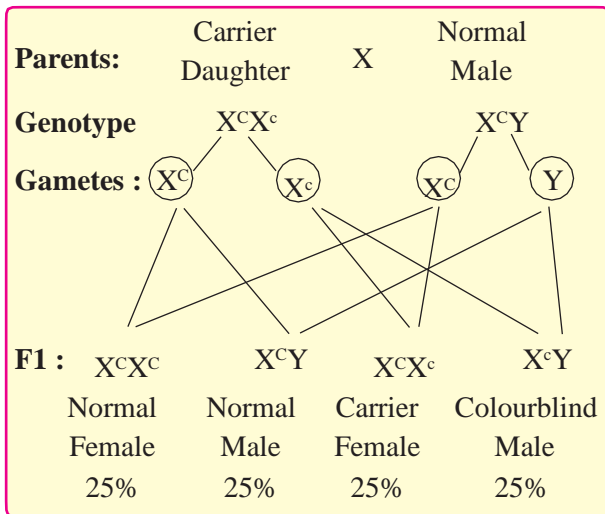 Carrier Normal
Parents: Daughter X Male
Genotype XᶜXᶜ XᶜY
Gametes : Xᶜ Xᶜ Xᶜ Y
F1 : XᶜXᶜ XᶜY XᶜXᶜ XᶜY
Normal Normal Carrier Colourblind
Female Male Female Male
25% 25% 25% 25%